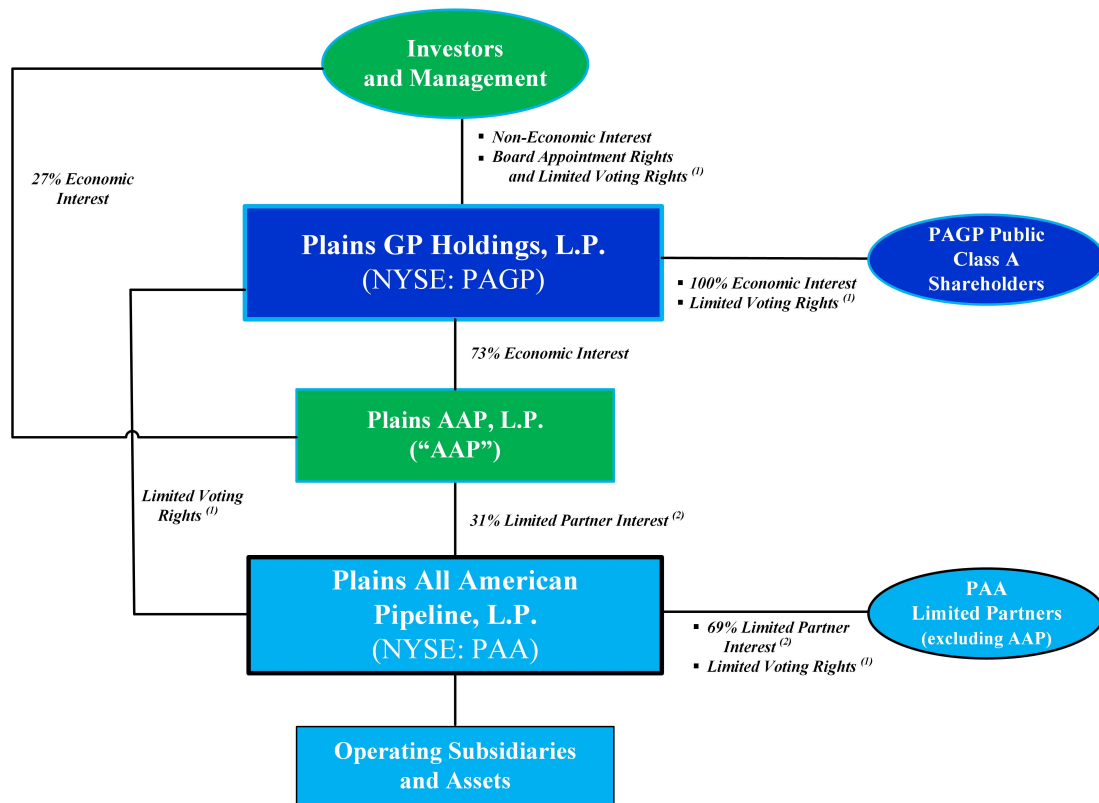 Investors
and Management
▪ Non-Economic Interest
▪ Board Appointment Rights
and Limited Voting Rights (1)
27% Economic
Interest
Plains GP Holdings, L.P.
(NYSE: PAGP)
PAGP Public
Class A
Shareholders
▪ 100% Economic Interest
▪ Limited Voting Rights (1)
73% Economic Interest
Plains AAP, L.P.
(“AAP”)
Limited Voting
Rights (1)
31% Limited Partner Interest (2)
Plains All American
Pipeline, L.P.
(NYSE: PAA)
PAA
Limited Partners
(excluding AAP)
▪ 69% Limited Partner
Interest (2)
▪ Limited Voting Rights (1)
Operating Subsidiaries
and Assets